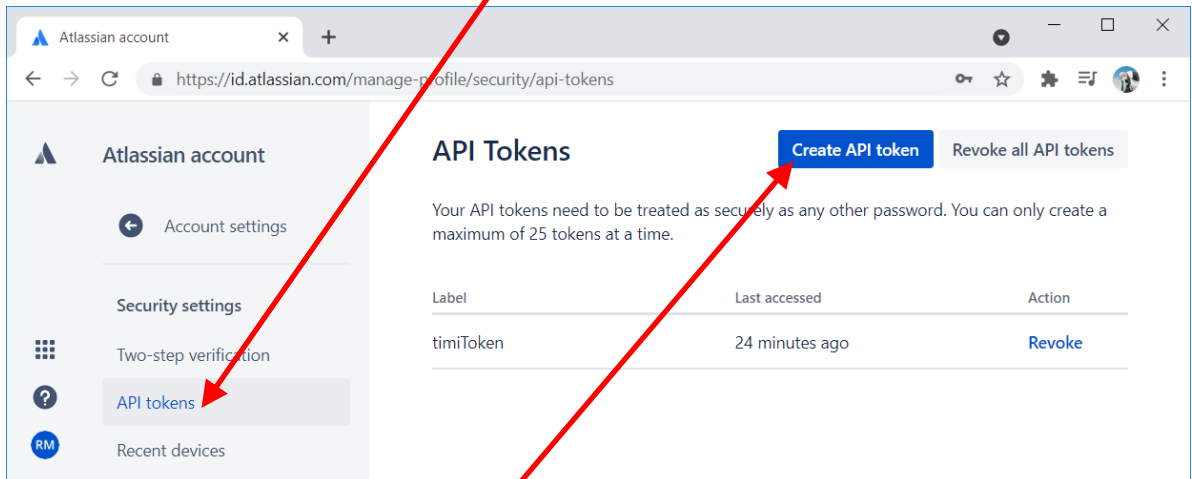 Atlassian account
https://id.atlassian.com/manage-profile/security/api-tokens
Atlassian account
Account settings
Security settings
Two-step verification
API tokens
Recent devices
RM
API Tokens
Create API token
Revoke all API tokens
Your API tokens need to be treated as securely as any other password. You can only create a
maximum of 25 tokens at a time.
Label Last accessed Action
timiToken 24 minutes ago Revoke